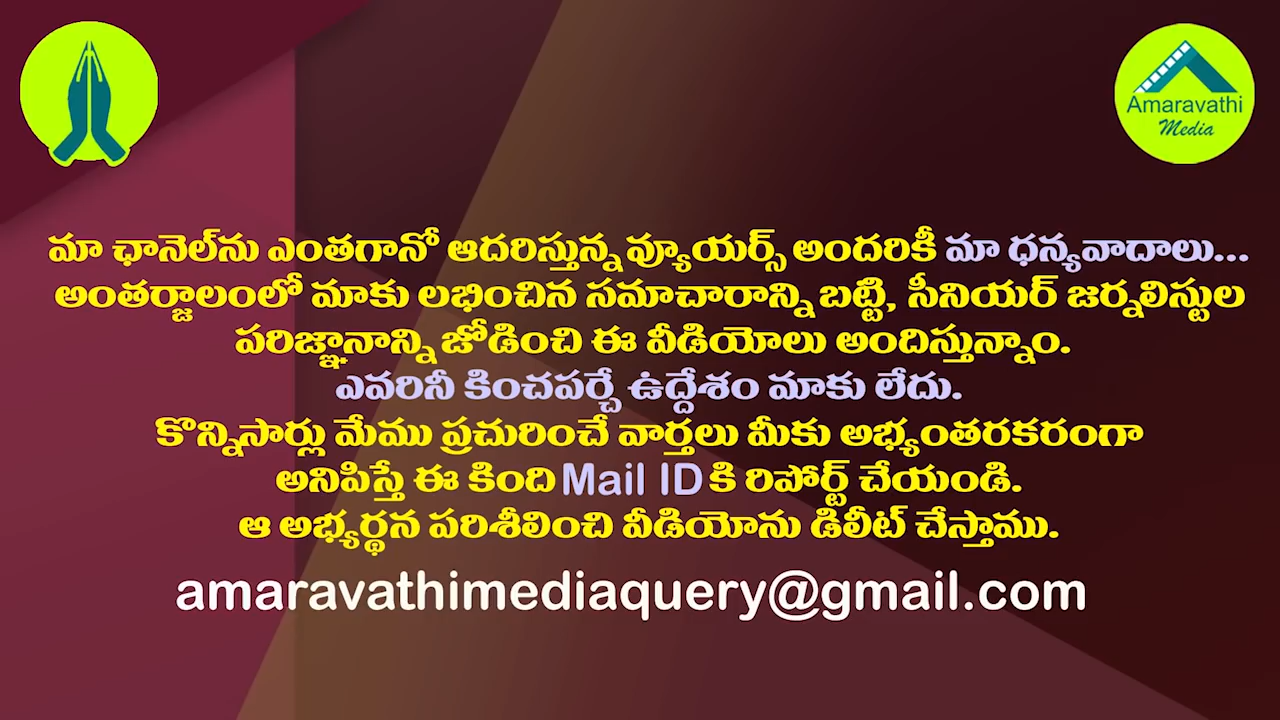 Amaravathi
Media
మా ఛానెల్‌ను ఎంతగానో ఆదరిస్తున్న వ్యూయర్స్ అందరికీ మా ధన్యవాదాలు...
అంతర్జాలంలో మాకు లభించిన సమాచారాన్ని బట్టి, సీనియర్ జర్నలిస్టుల
పరిజ్ఞానాన్ని జోడించి ఈ వీడియోలు అందిస్తున్నాం.
ఎవరినీ కించపర్చే ఉద్దేశం మాకు లేదు.
కొన్నిసార్లు మేము ప్రచురించే వార్తలు మీకు అభ్యంతరకరంగా
అనిపిస్తే ఈ కింది Mail ID కి రిపోర్ట్ చేయండి.
ఆ అభ్యర్థన పరిశీలించి వీడియోను డిలీట్ చేస్తాము.
amaravathimediaquery@gmail.com